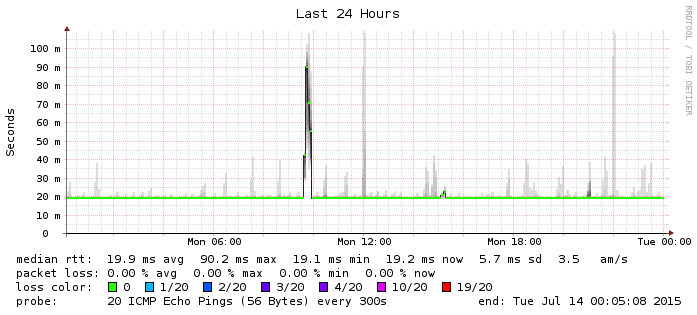 Last 24 Hours
RRDTOOL / TOBI OETIKER
Seconds
100 m
90 m
80 m
70 m
60 m
50 m
40 m
30 m
20 m
10 m
0
Mon 06:00 Mon 12:00 Mon 18:00 Tue 00:00
median rtt: 19.9 ms avg 90.2 ms max 19.1 ms min 19.2 ms now 5.7 ms sd 3.5 am/s
packet loss: 0.00 % avg 0.00 % max 0.00 % min 0.00 % now
loss color: 0 1/20 2/20 3/20 4/20 10/20 19/20
probe: 20 ICMP Echo Pings (56 Bytes) every 300s end: Tue Jul 14 00:05:08 2015